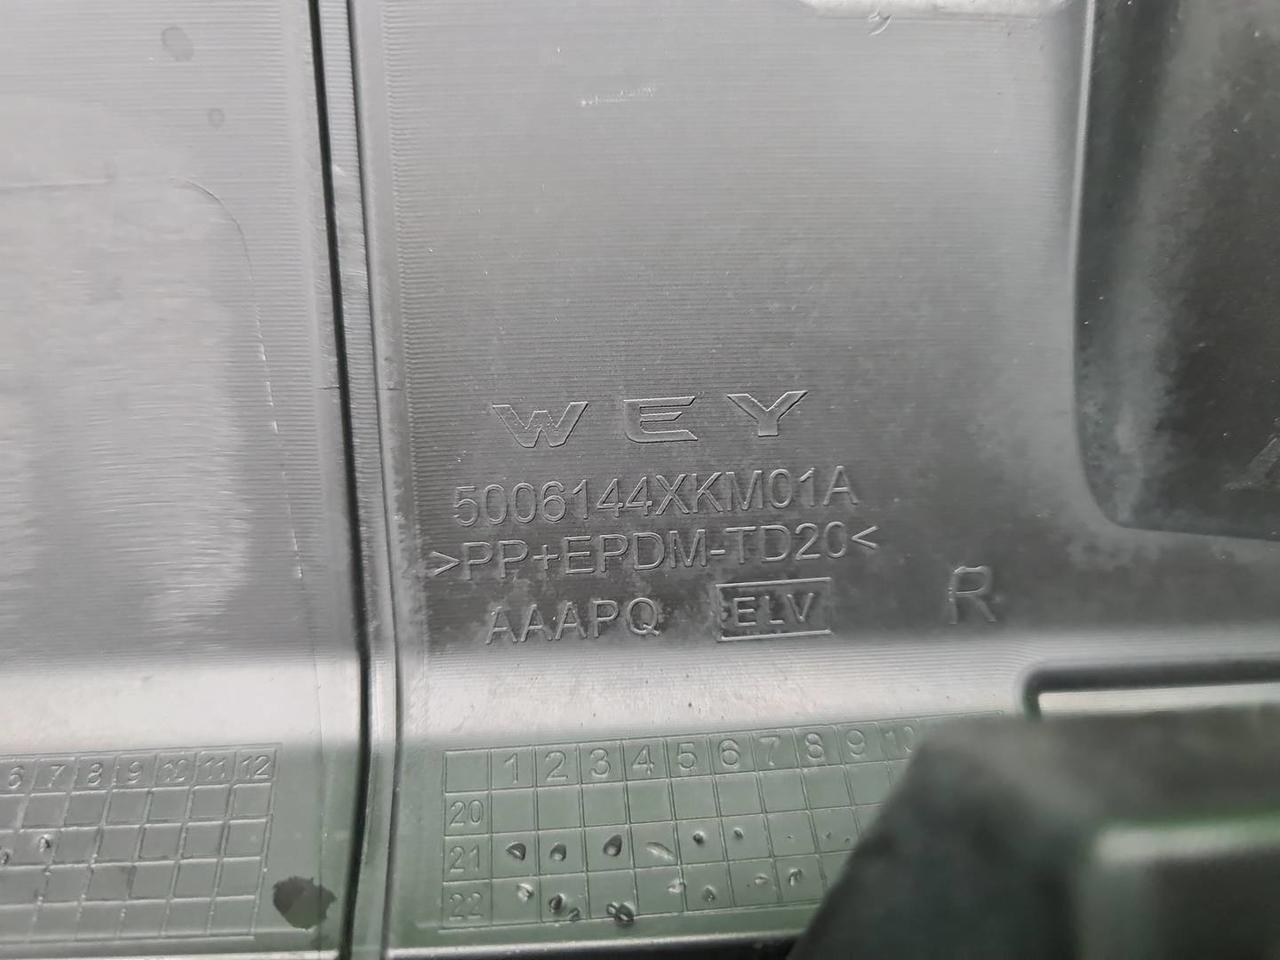 WEY
5006144XKM01A
>PP+EPDM-TD20<
AAAPQ ELV R
6 7 8 9 10 11 12
1 2 3 4 5 6 7 8 9 10
20
21
22